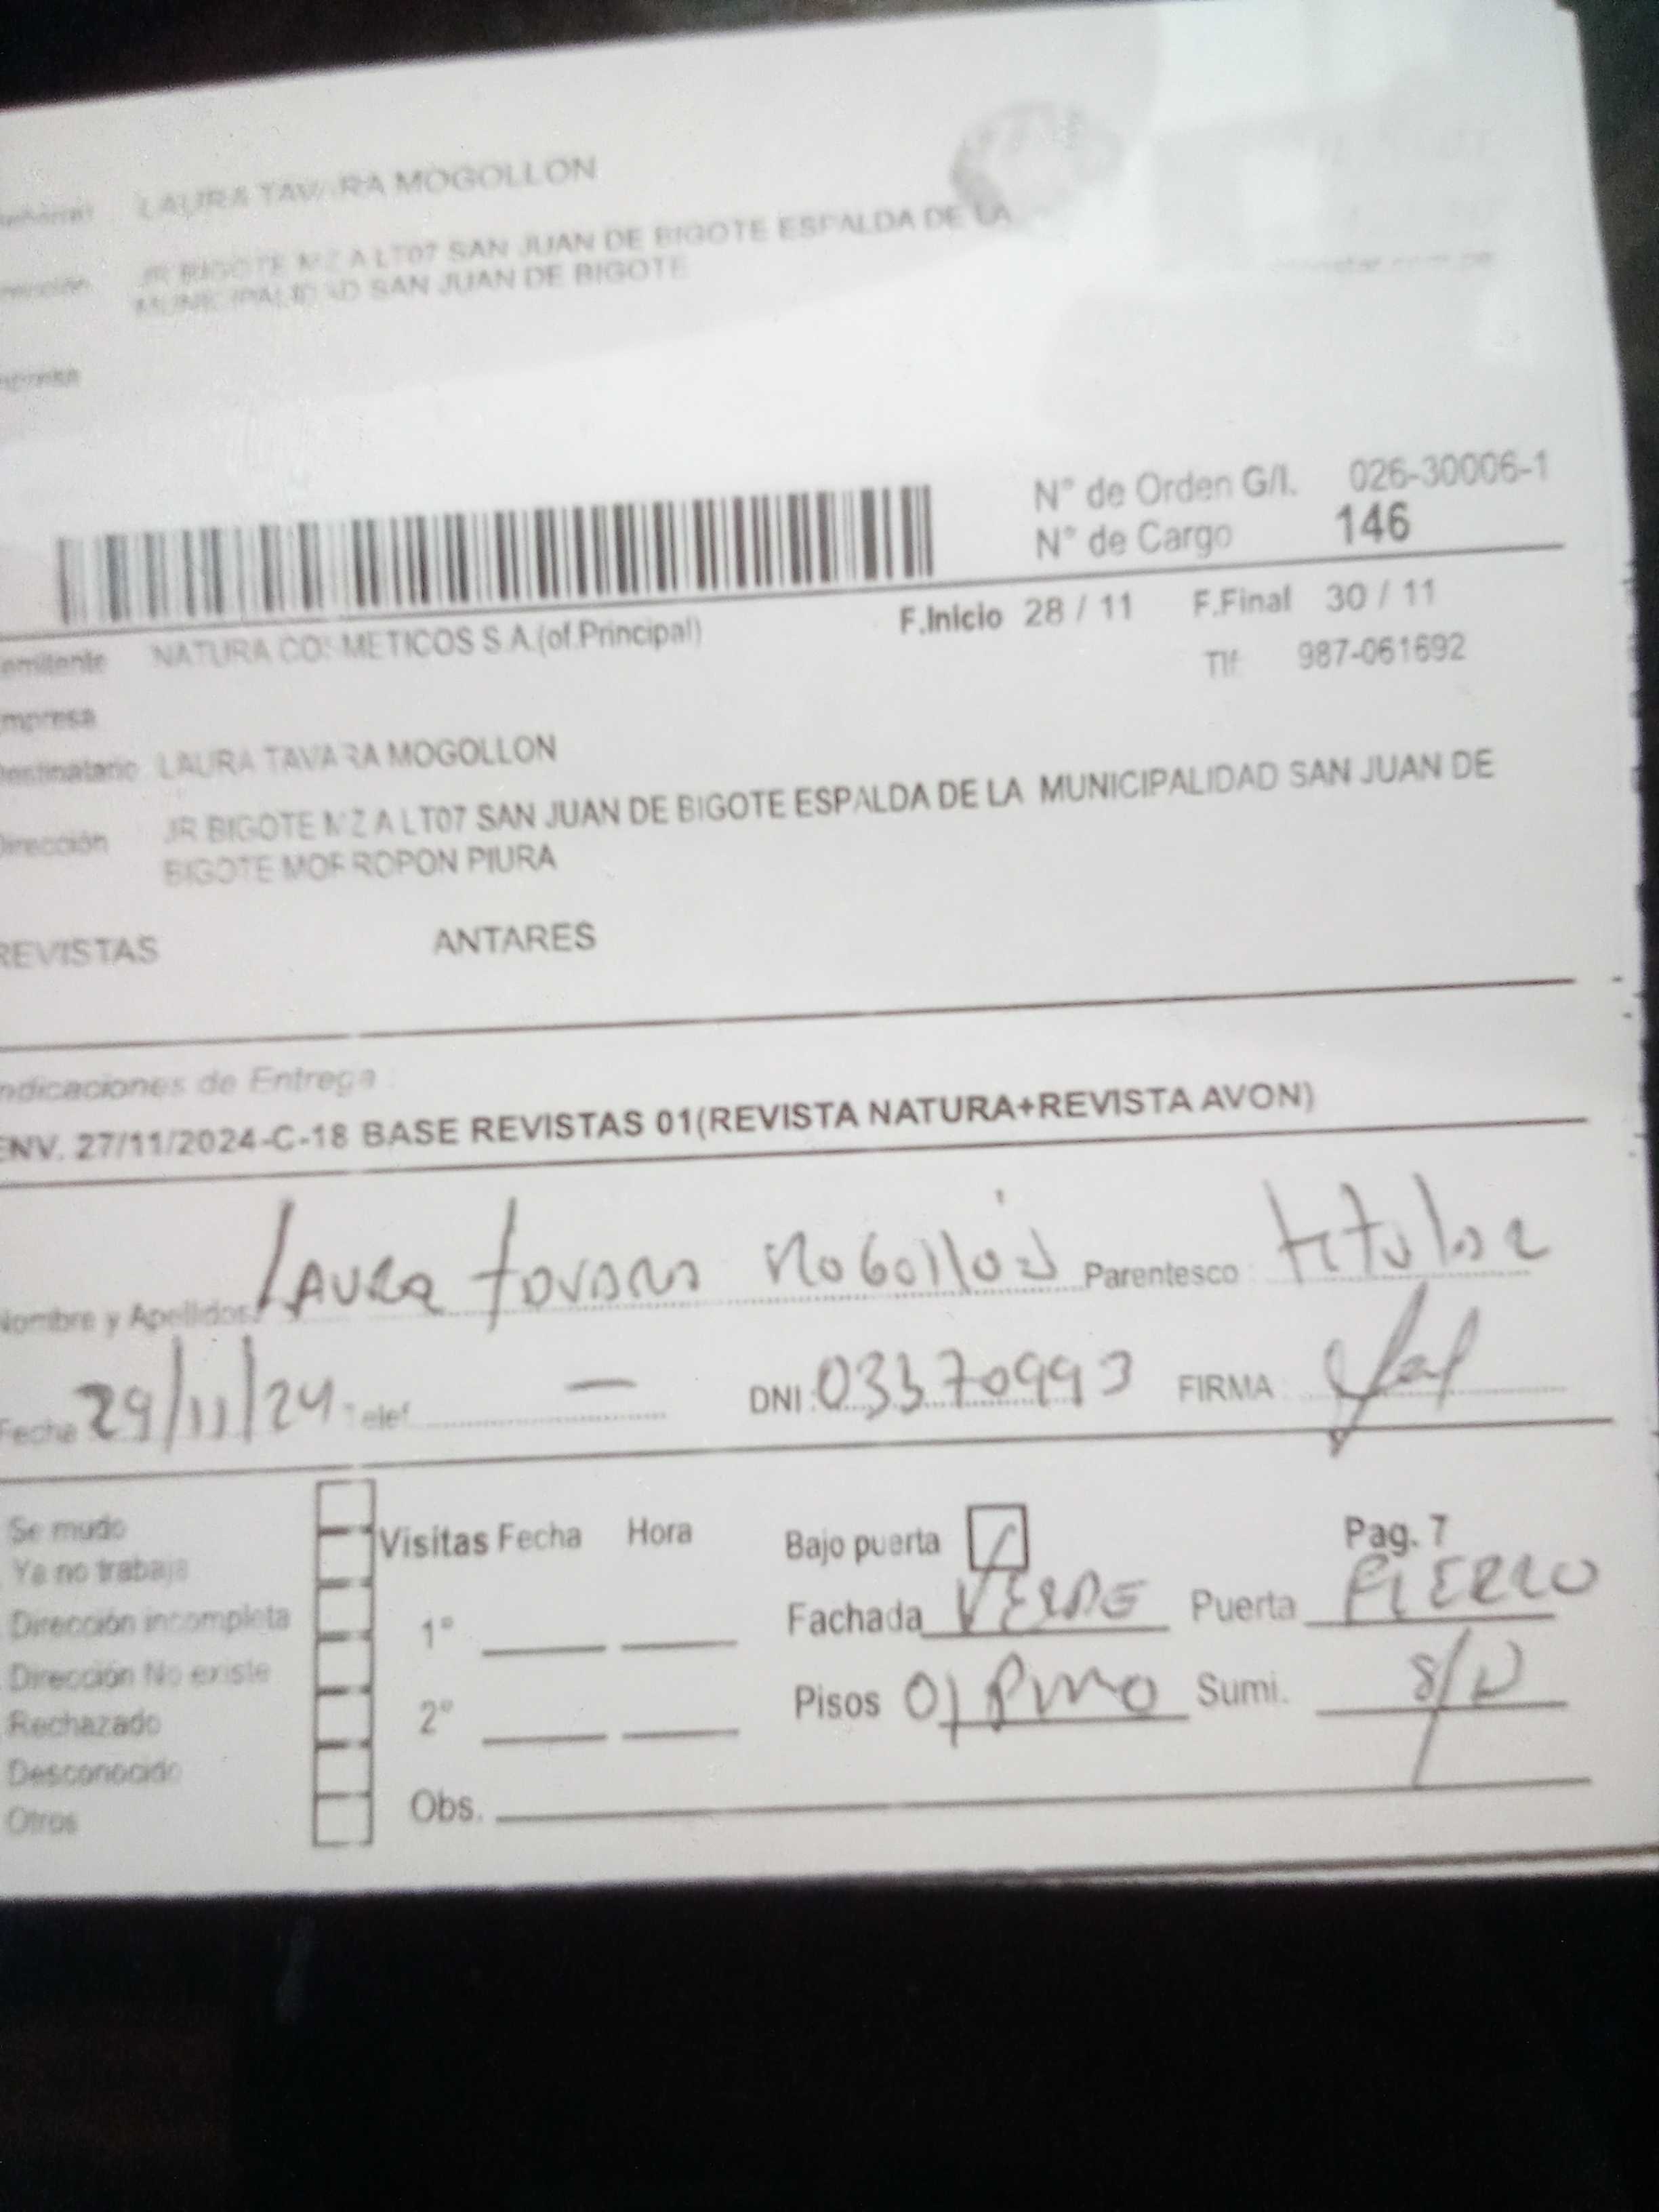 LAURA TAVARA MOGOLLON
JR BIGOTE MZ A LT07 SAN JUAN DE BIGOTE ESPALDA DE LA
MUNICIPALIDAD SAN JUAN DE BIGOTE
N° de Orden G/I. 026-30006-1
N° de Cargo 146
emitente NATURA COSMETICOS S.A.(of.Principal) F.Inicio 28 / 11 F.Final 30 / 11
mpresa Tlf: 987-061692
estinatario LAURA TAVARA MOGOLLON
irección JR BIGOTE MZ A LT07 SAN JUAN DE BIGOTE ESPALDA DE LA MUNICIPALIDAD SAN JUAN DE
BIGOTE MORROPON PIURA
REVISTAS ANTARES
ndicaciones de Entrega :
ENV. 27/11/2024-C-18 BASE REVISTAS 01(REVISTA NATURA+REVISTA AVON)
Nombre y Apellidos: Laura Tavara Mogollón Parentesco : titular
Fecha 29/11/24 Telef. — DNI: 03370993 FIRMA
Se mudo
Ya no trabaja
Dirección incompleta
Dirección No existe
Rechazado
Desconocido
Otros
Visitas Fecha Hora
1°
2°
Obs.
Bajo puerta Pag. 7
Fachada VERDE Puerta FIERRO
Pisos 01 Piso Sumi. S/N